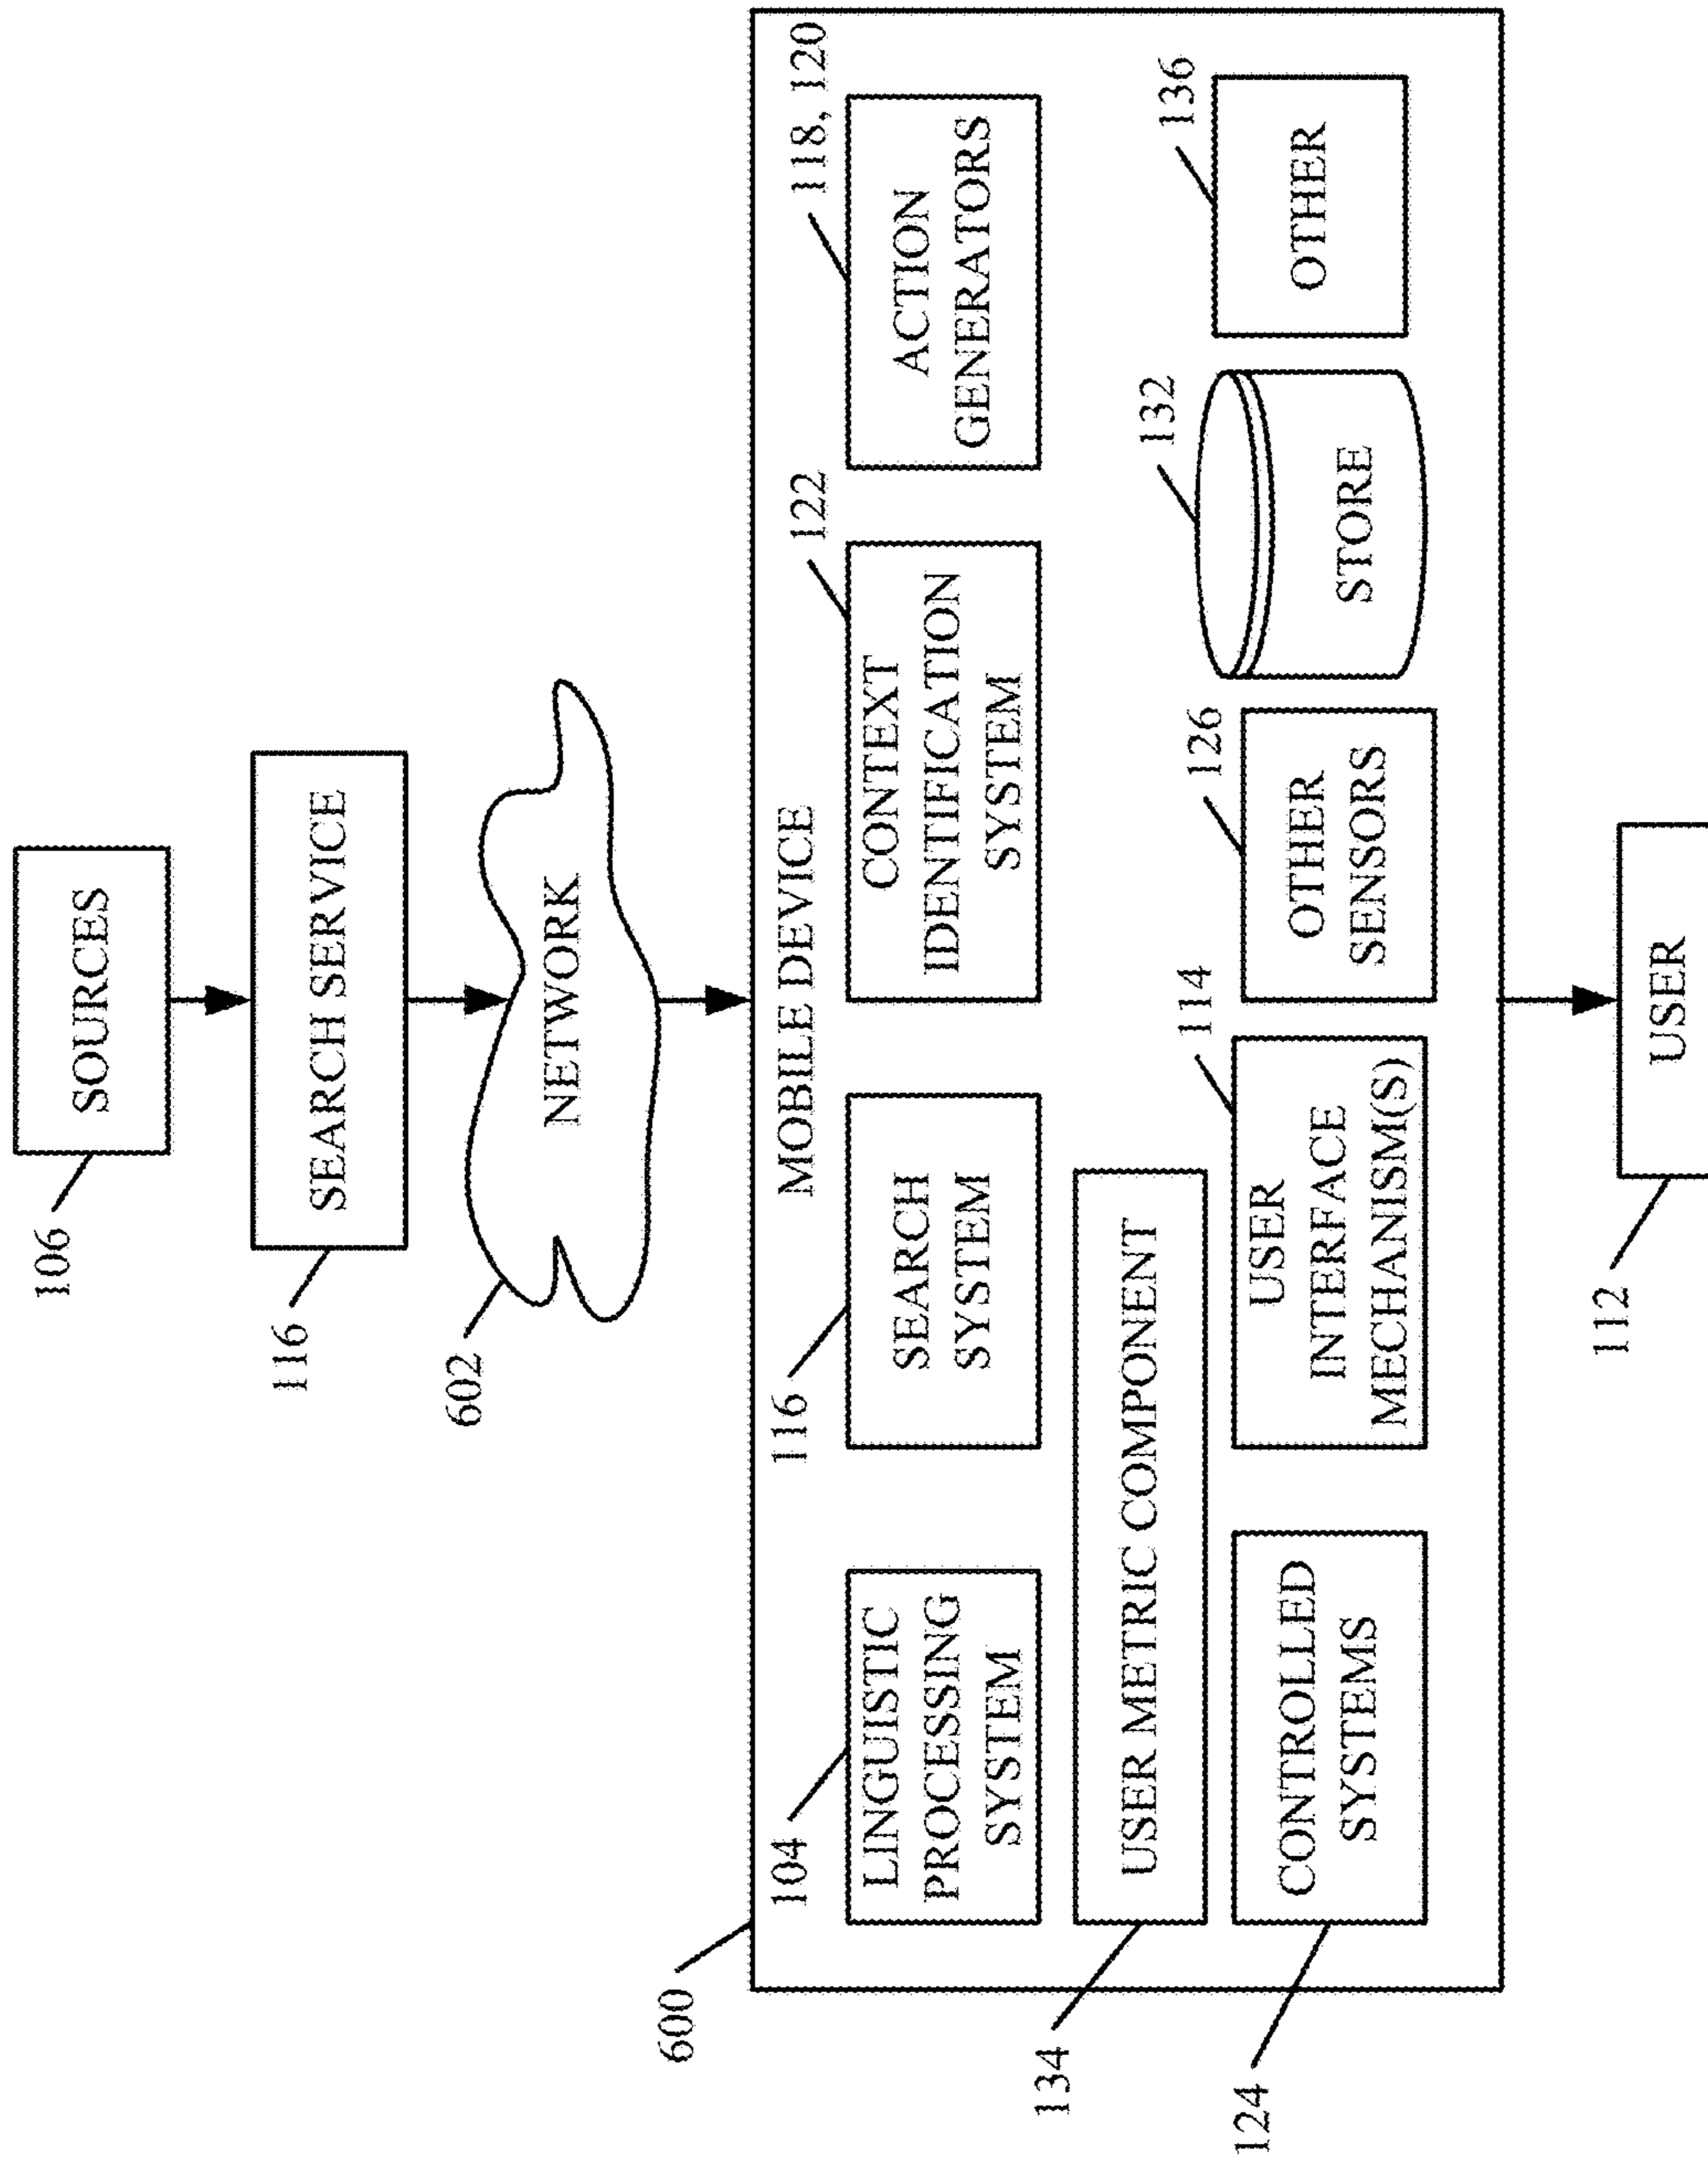 106
SOURCES
116
SEARCH SERVICE
602
NETWORK
600
MOBILE DEVICE
104
LINGUISTIC
PROCESSING
SYSTEM
116
SEARCH
SYSTEM
122
CONTEXT
IDENTIFICATION
SYSTEM
118, 120
ACTION
GENERATORS
134
USER METRIC COMPONENT
124
CONTROLLED
SYSTEMS
114
USER
INTERFACE
MECHANISM(S)
126
OTHER
SENSORS
132
STORE
136
OTHER
112
USER